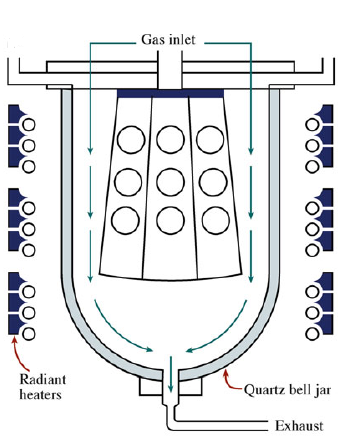 Gas inlet
Radiant
heaters
Quartz bell jar
Exhaust